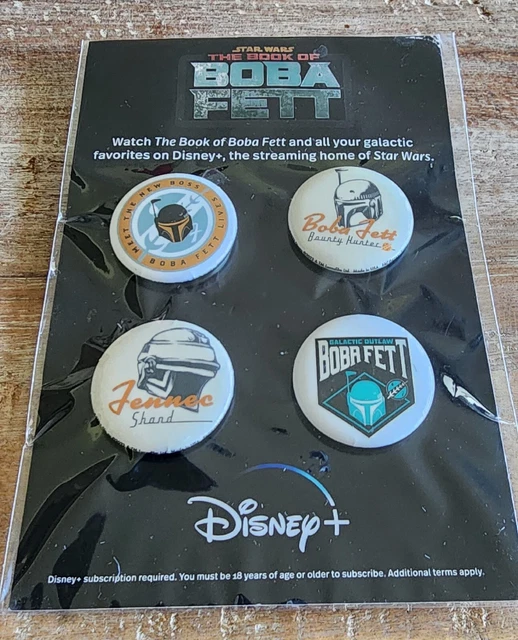 STAR WARS
THE BOOK OF
BOBA
FETT
Watch The Book of Boba Fett and all your galactic
favorites on Disney+, the streaming home of Star Wars.
MEET THE NEW BOSS
BOBA FETT LIVES
Boba Fett
Bounty Hunter
Fennec
Shand
GALACTIC OUTLAW
BOBA FETT
Disney+
Disney+ subscription required. You must be 18 years of age or older to subscribe. Additional terms apply.